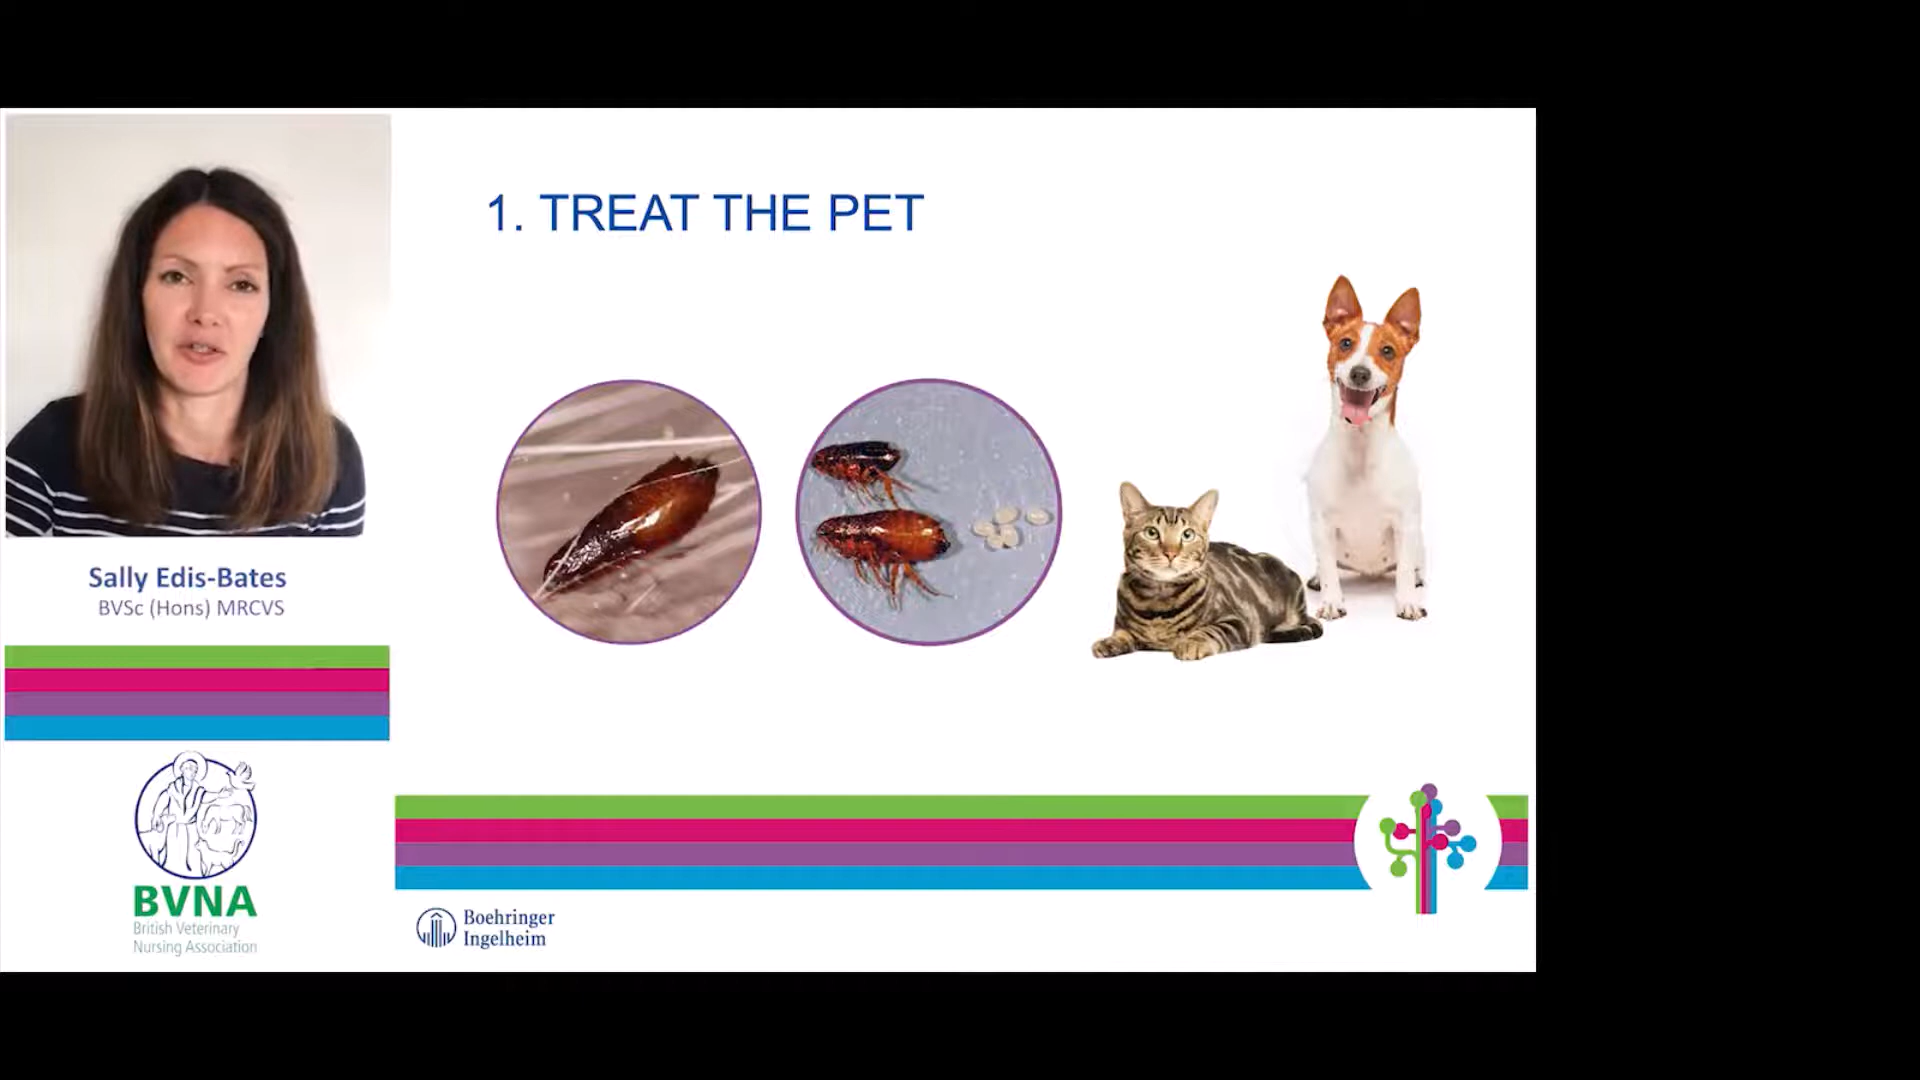 1. TREAT THE PET
Sally Edis-Bates
BVSc (Hons) MRCVS
BVNA
British Veterinary
Nursing Association
Boehringer
Ingelheim